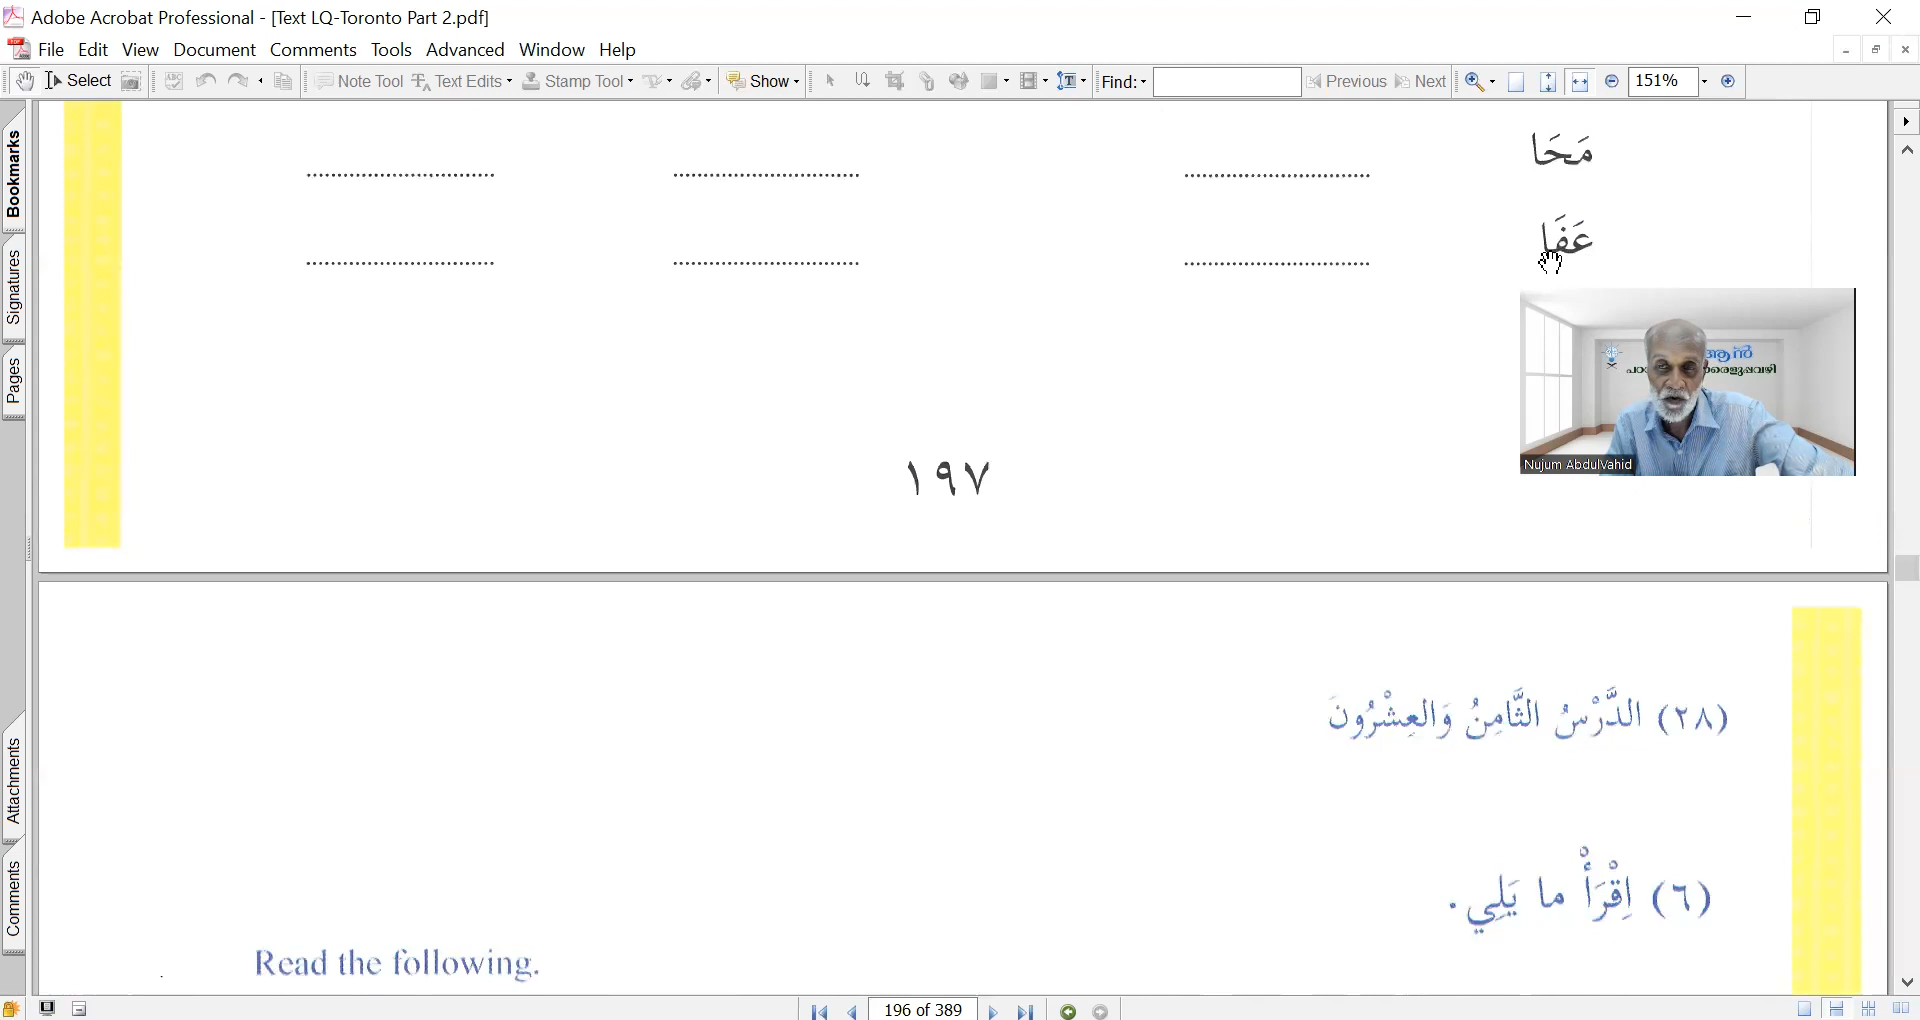 Adobe Acrobat Professional - [Text LQ-Toronto Part 2.pdf]
File Edit View Document Comments Tools Advanced Window Help
Select Note Tool Text Edits Stamp Tool Show Find: Previous Next 151%
Bookmarks
Signatures
Pages
Attachments
Comments
مَحَا ................................ ................................ ................................
عَفَا ................................ ................................ ................................
ആൻ
Nujum AbdulVahid
١٩٧
(٢٨) الدَّرْسُ الثَّامِنُ وَالعِشْرُونَ
(٦) اِقْرَأْ ما يَلِي .
Read the following.
196 of 389